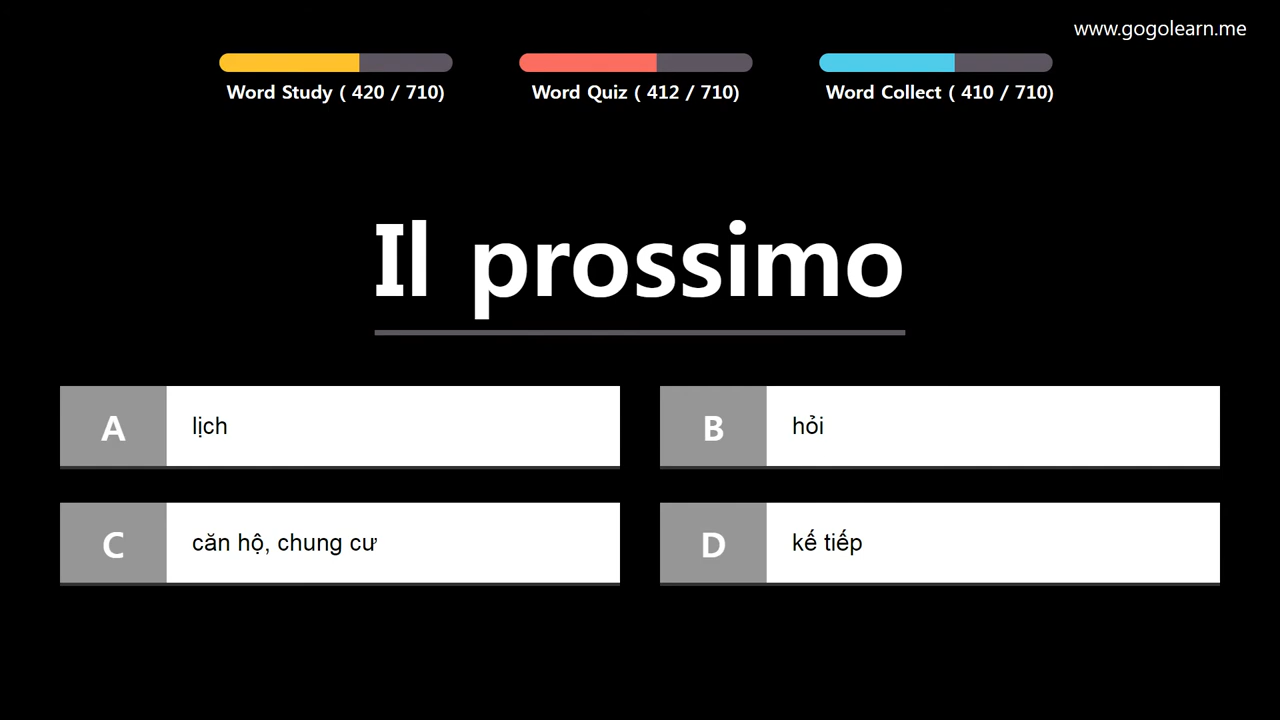 www.gogolearn.me
Word Study ( 420 / 710)
Word Quiz ( 412 / 710)
Word Collect ( 410 / 710)
Il prossimo
A lịch
B hỏi
C căn hộ, chung cư
D kế tiếp